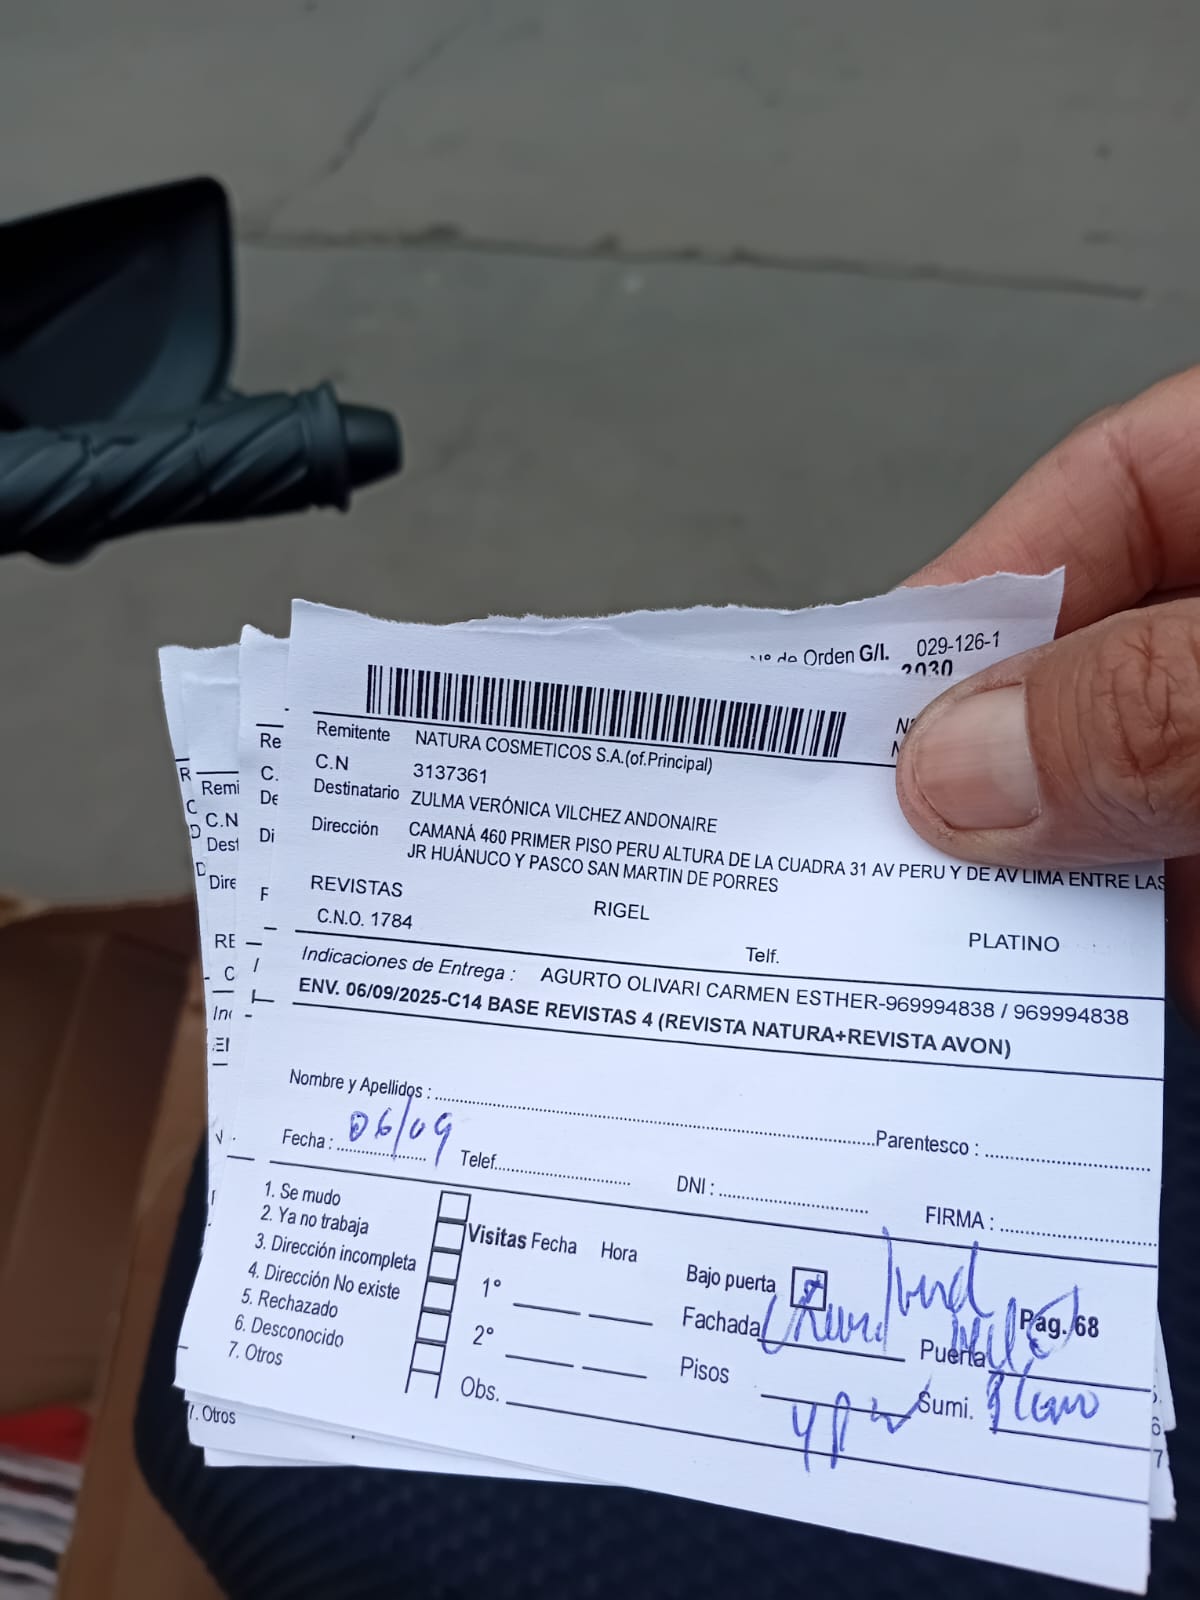 Nº de Orden G/l. 029-126-1
2030
Remitente NATURA COSMETICOS S.A.(of.Principal)
C.N 3137361
Destinatario ZULMA VERÓNICA VILCHEZ ANDONAIRE
Dirección CAMANÁ 460 PRIMER PISO PERU ALTURA DE LA CUADRA 31 AV PERU Y DE AV LIMA ENTRE LAS
JR HUÁNUCO Y PASCO SAN MARTIN DE PORRES
REVISTAS RIGEL PLATINO
C.N.O. 1784 Telf.
Indicaciones de Entrega : AGURTO OLIVARI CARMEN ESTHER-969994838 / 969994838
ENV. 06/09/2025-C14 BASE REVISTAS 4 (REVISTA NATURA+REVISTA AVON)
Nombre y Apellidos : Parentesco :
Fecha : 06/09 Telef. DNI : FIRMA :
1. Se mudo
2. Ya no trabaja
3. Dirección incompleta
4. Dirección No existe
5. Rechazado
6. Desconocido
7. Otros
Visitas Fecha Hora
1°
2°
Obs.
Bajo puerta
Fachada
Pisos
Pág. 68
Puerta
Sumi.
7. Otros